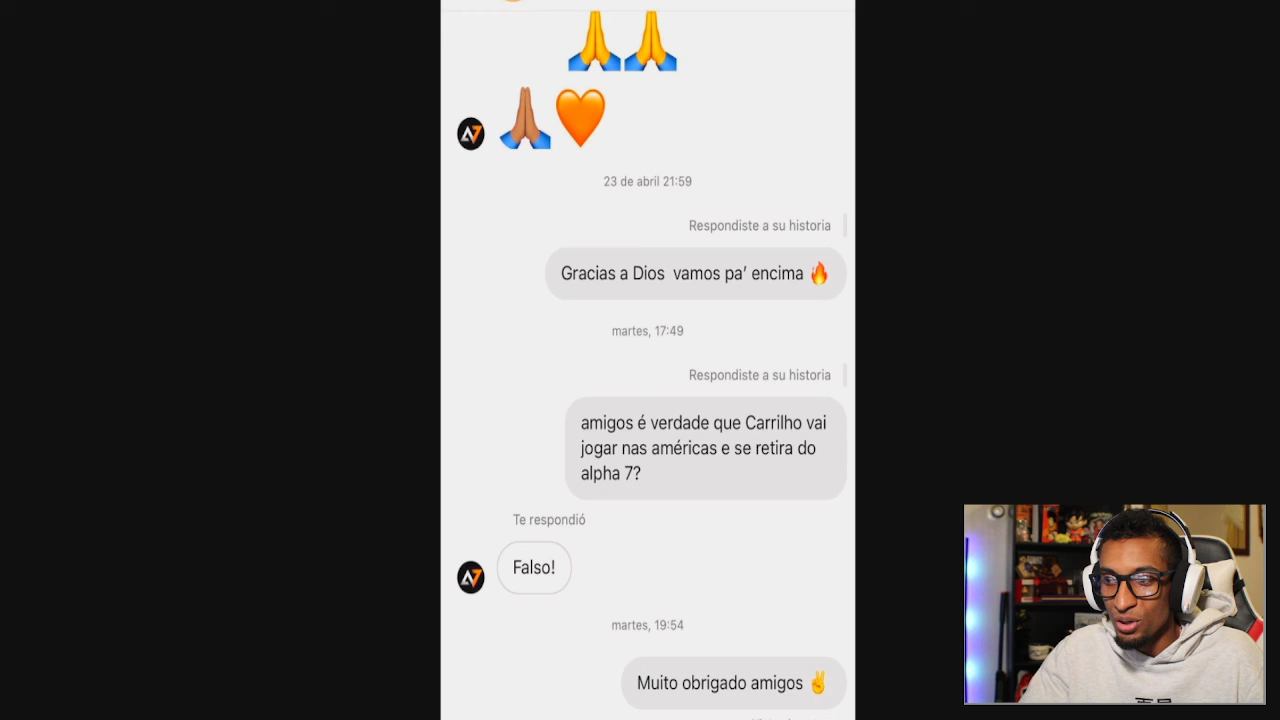 23 de abril 21:59
Respondiste a su historia
Gracias a Dios vamos pa’ encima 🔥
martes, 17:49
Respondiste a su historia
amigos é verdade que Carrilho vai
jogar nas américas e se retira do
alpha 7?
Te respondió
Falso!
martes, 19:54
Muito obrigado amigos ✌️